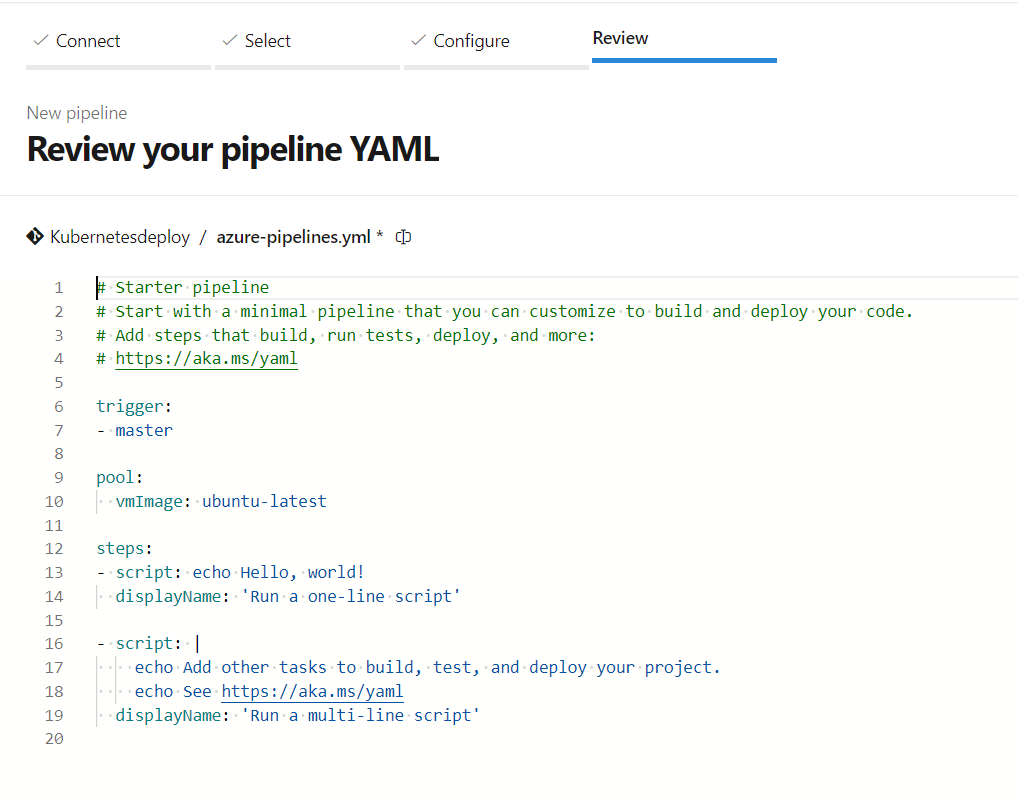 Connect Select Configure Review
New pipeline
Review your pipeline YAML
Kubernetesdeploy / azure-pipelines.yml *
1 # Starter pipeline
2 # Start with a minimal pipeline that you can customize to build and deploy your code.
3 # Add steps that build, run tests, deploy, and more:
4 # https://aka.ms/yaml
5
6 trigger:
7 - master
8
9 pool:
10   vmImage: ubuntu-latest
11
12 steps:
13 - script: echo Hello, world!
14   displayName: 'Run a one-line script'
15
16 - script: |
17     echo Add other tasks to build, test, and deploy your project.
18     echo See https://aka.ms/yaml
19   displayName: 'Run a multi-line script'
20